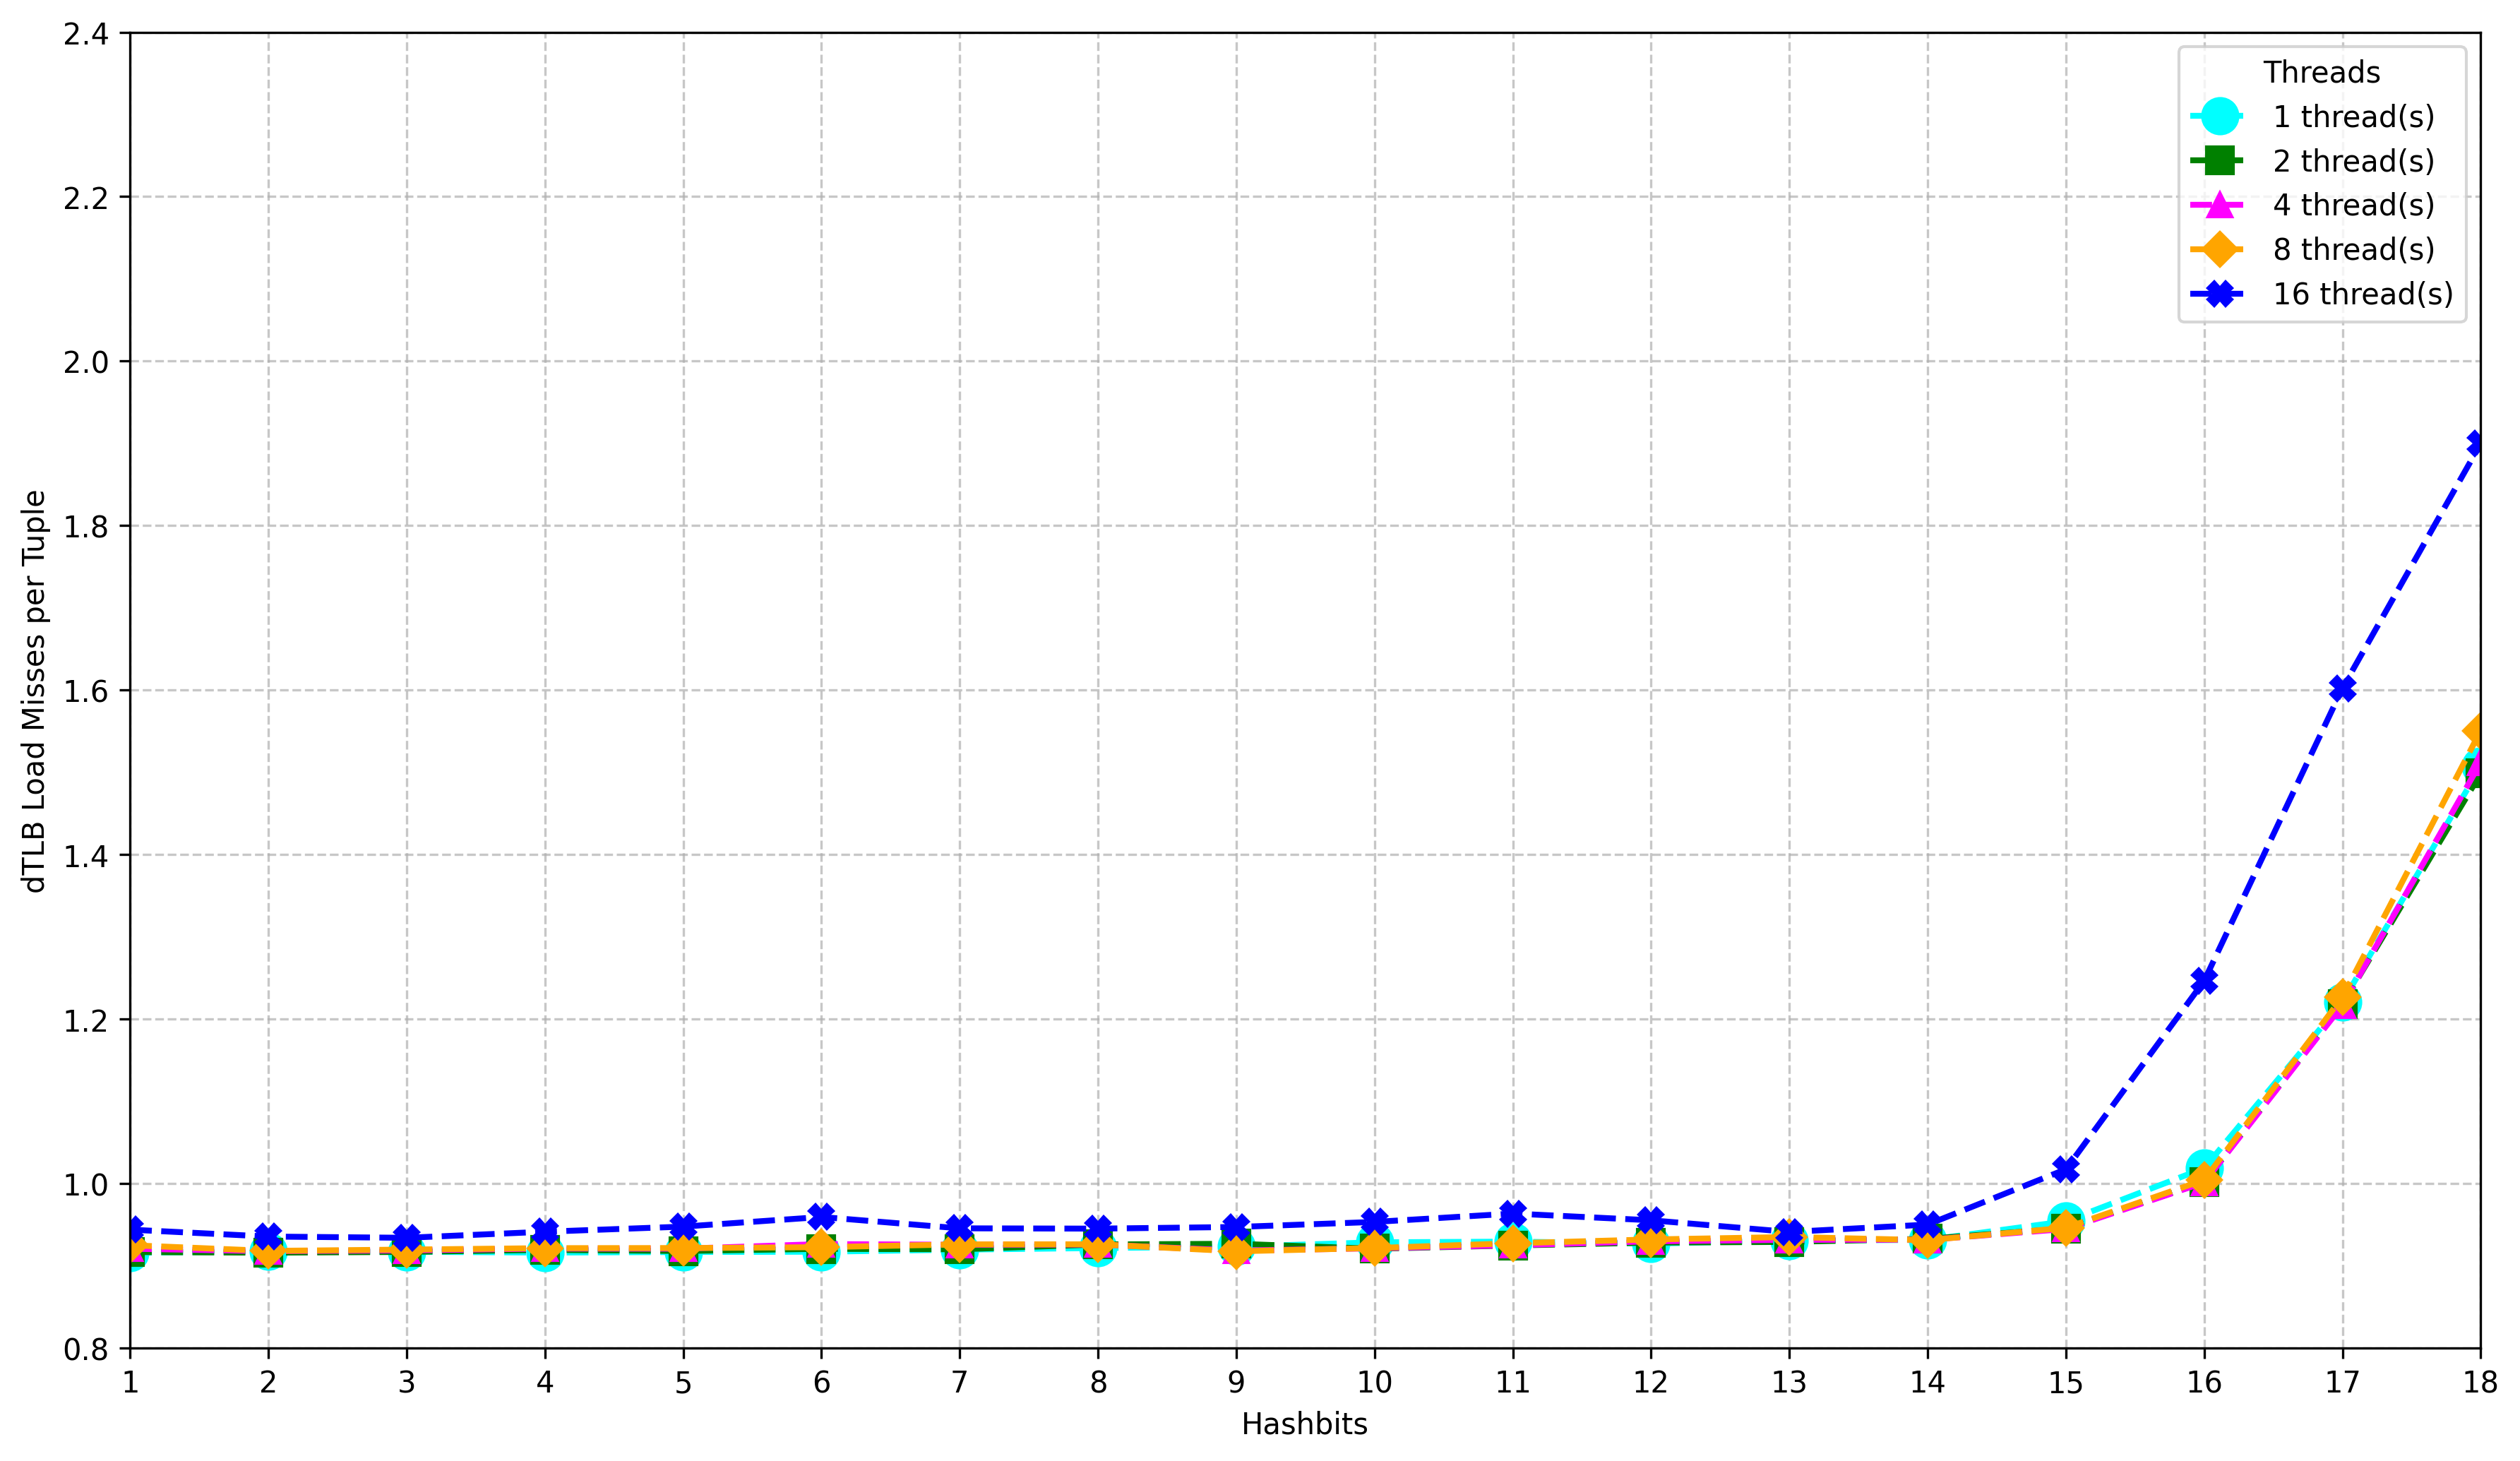 2.4
2.2
2.0
1.8
1.6
1.4
1.2
1.0
0.8
dTLB Load Misses per Tuple
Threads
1 thread(s)
2 thread(s)
4 thread(s)
8 thread(s)
16 thread(s)
1 2 3 4 5 6 7 8 9 10 11 12 13 14 15 16 17 18
Hashbits